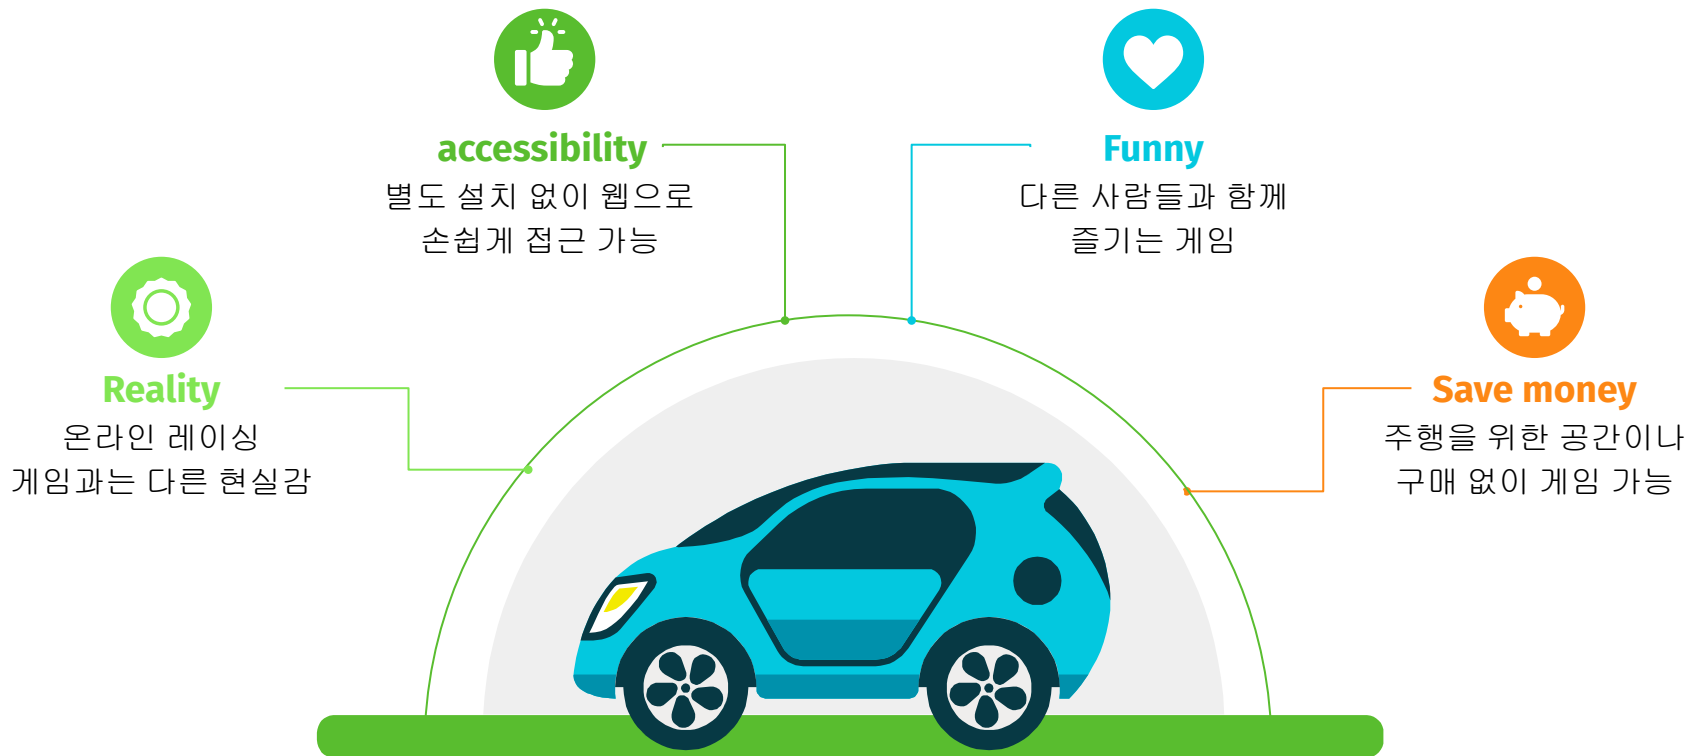 accessibility
별도 설치 없이 웹으로
손쉽게 접근 가능
Funny
다른 사람들과 함께
즐기는 게임
Reality
온라인 레이싱
게임과는 다른 현실감
Save money
주행을 위한 공간이나
구매 없이 게임 가능